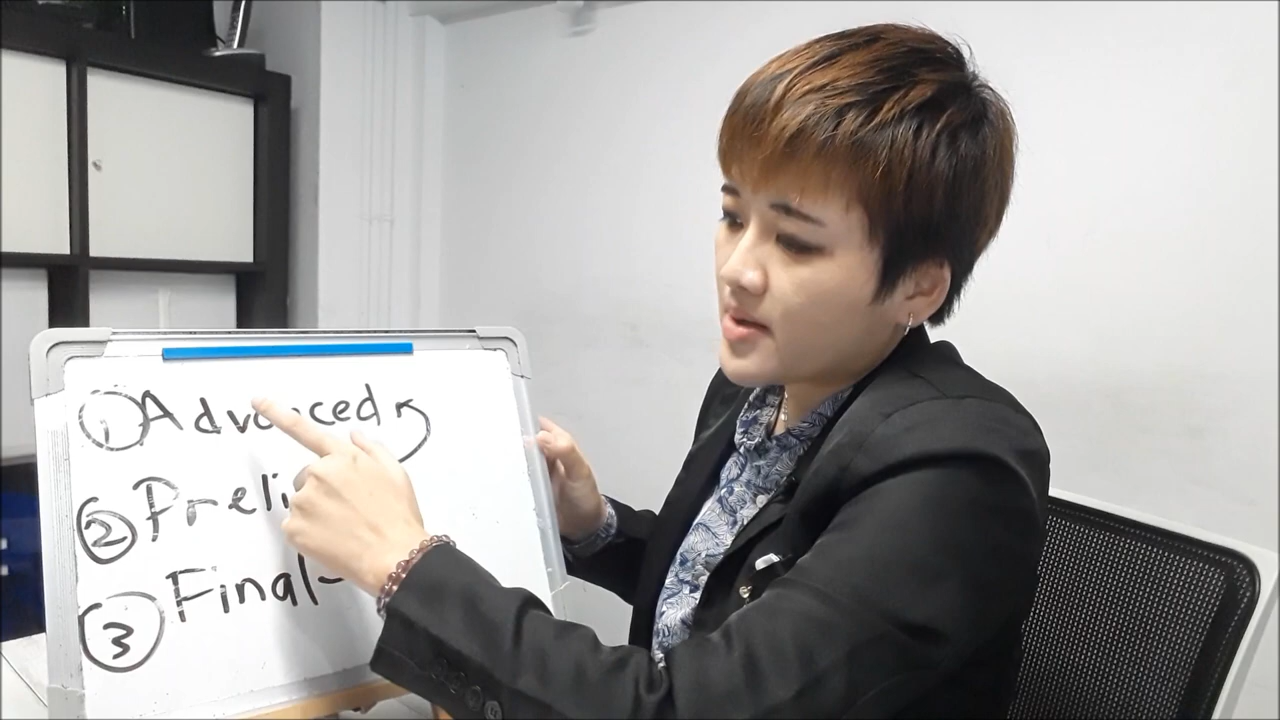 ① Advanced
② Preli
③ Final